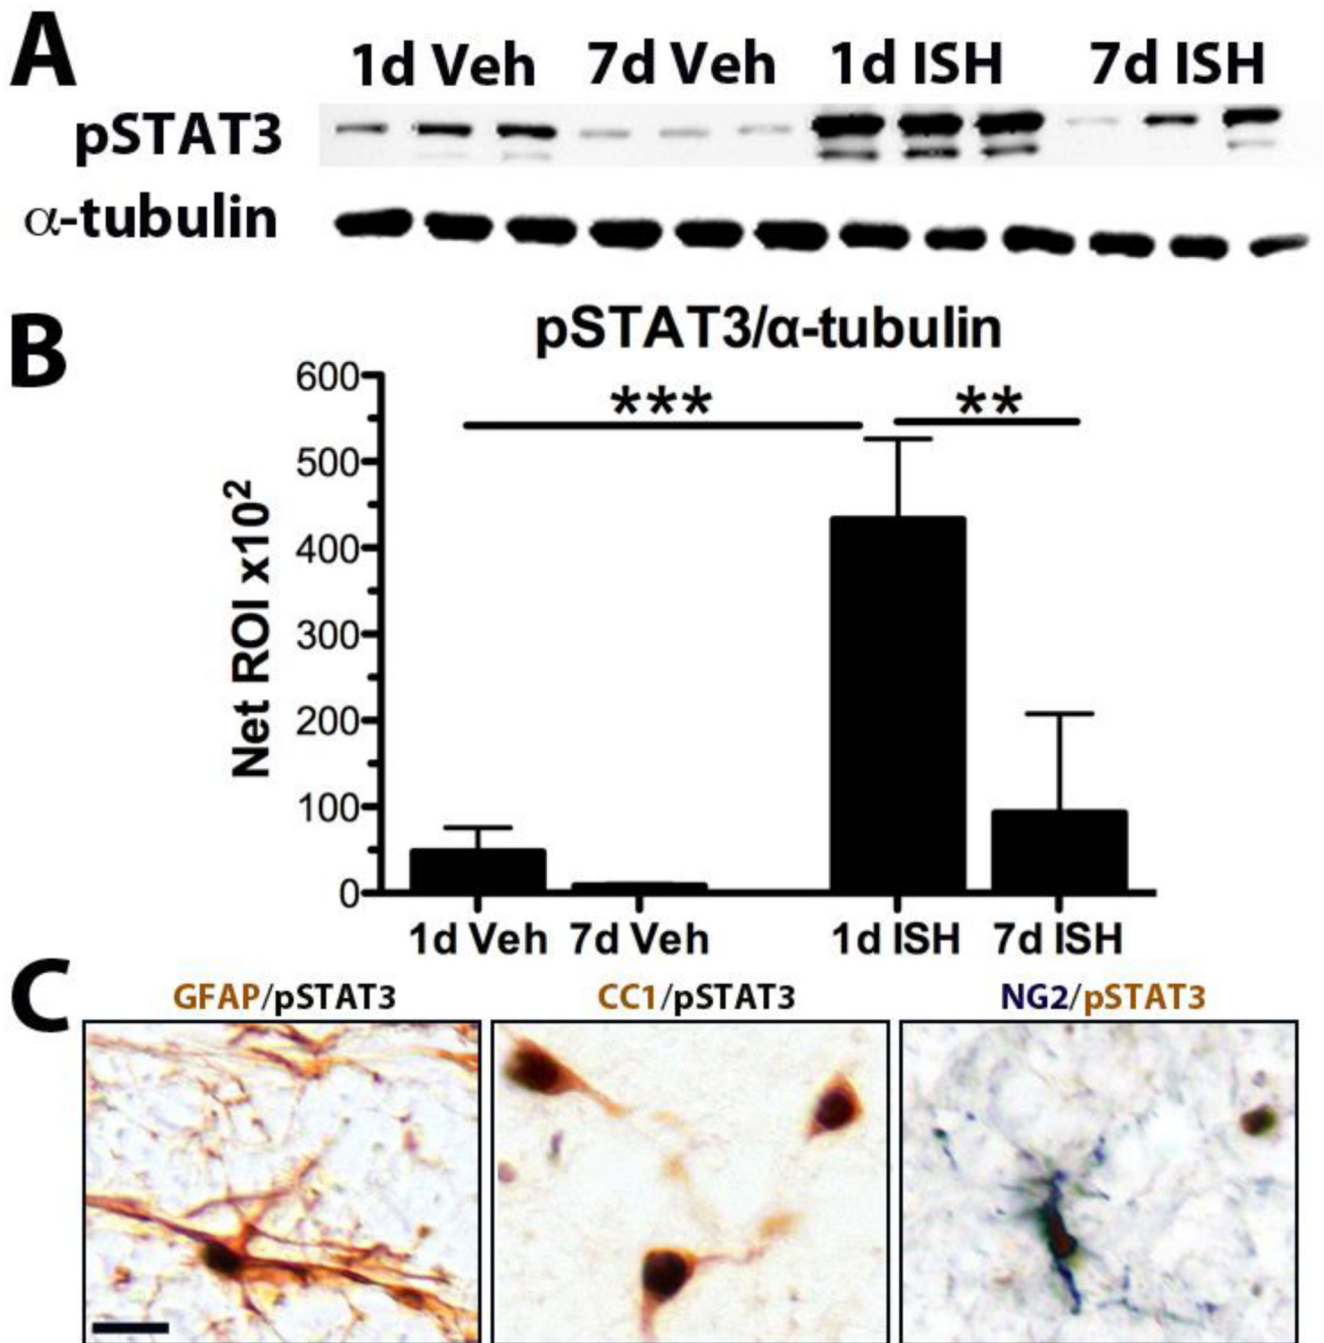 A
1d Veh 7d Veh 1d ISH 7d ISH
pSTAT3
α-tubulin
B
pSTAT3/α-tubulin
*** **
Net ROI x10²
600
500
400
300
200
100
0
1d Veh 7d Veh 1d ISH 7d ISH
C
GFAP/pSTAT3 CC1/pSTAT3 NG2/pSTAT3